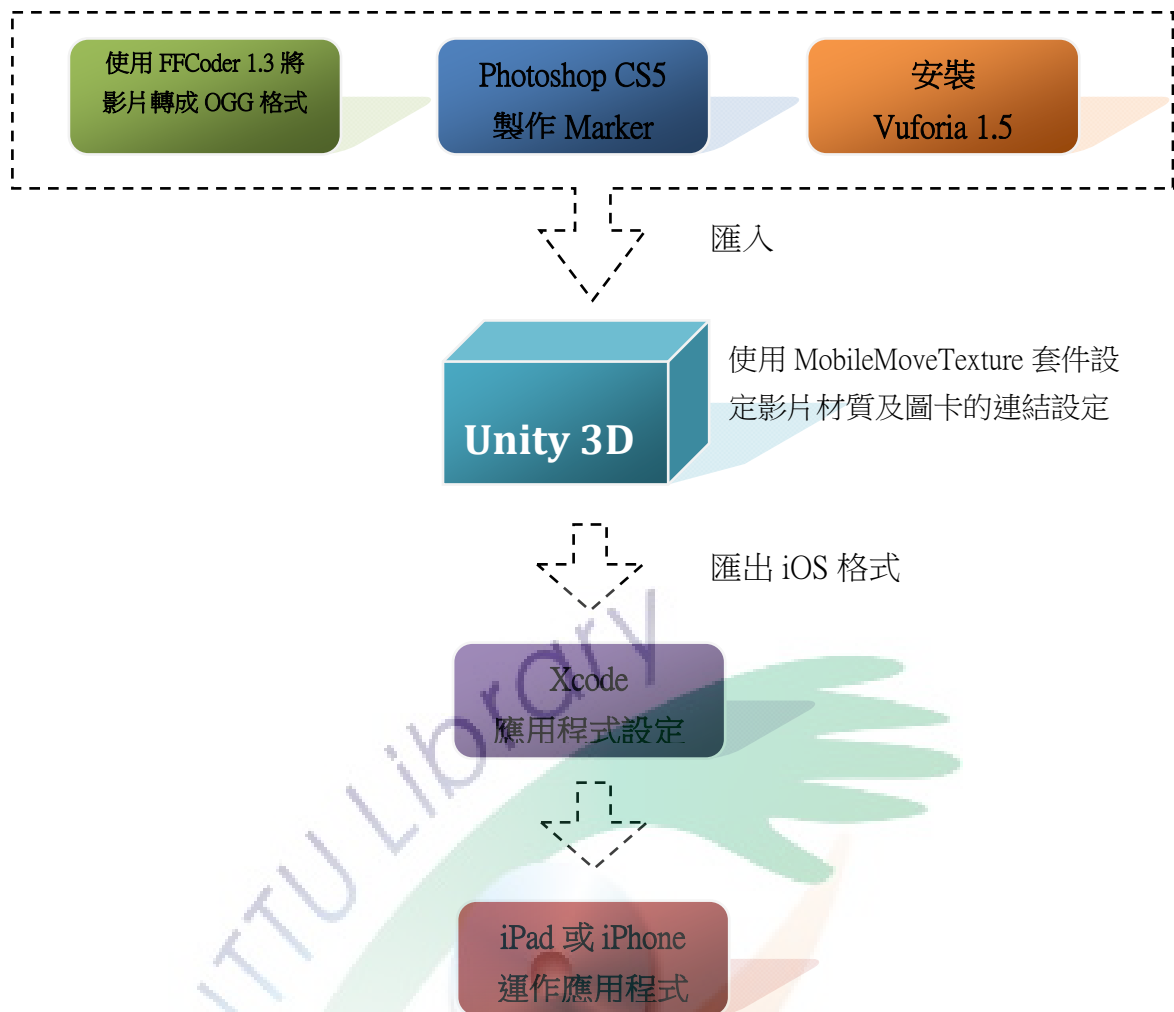 使用 FFCoder 1.3 將
影片轉成 OGG 格式
Photoshop CS5
製作 Marker
安裝
Vuforia 1.5
匯入
Unity 3D
使用 MobileMoveTexture 套件設
定影片材質及圖卡的連結設定
匯出 iOS 格式
Xcode
應用程式設定
iPad 或 iPhone
運作應用程式
Library